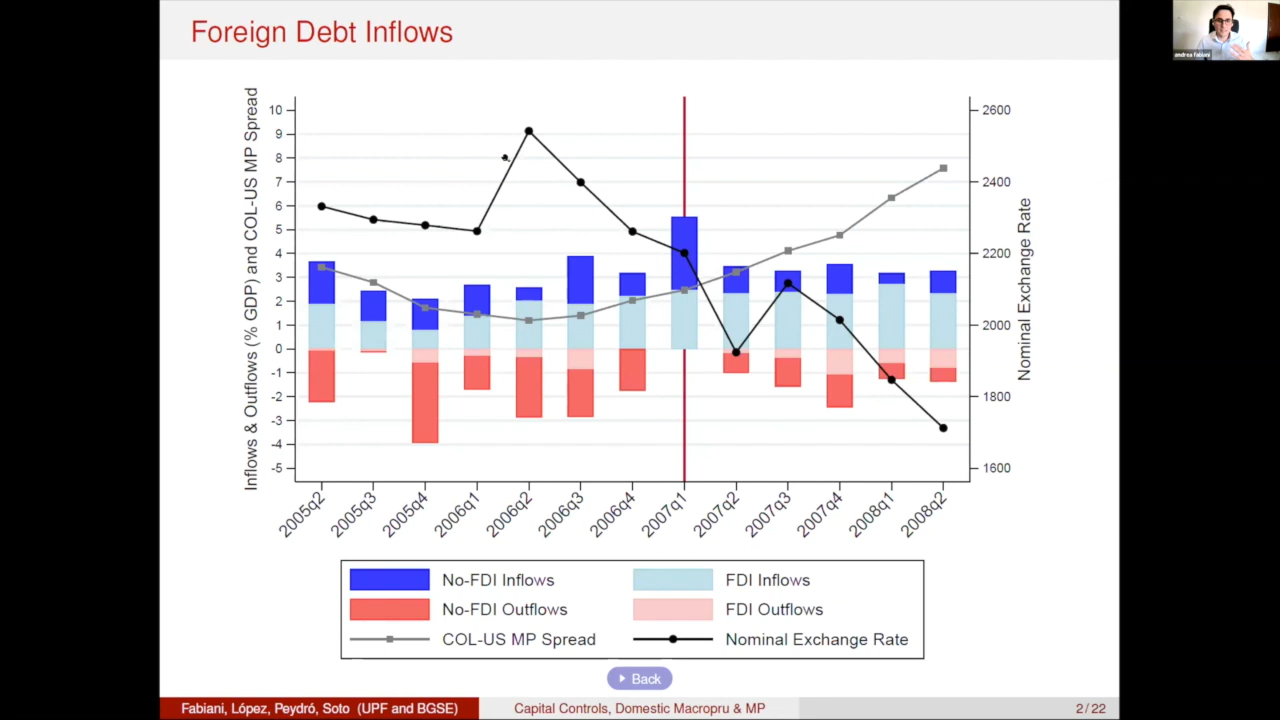 Foreign Debt Inflows
andrea fabiani
Inflows & Outflows (% GDP) and COL-US MP Spread
10
9
8
7
6
5
4
3
2
1
0
-1
-2
-3
-4
-5
2600
2400
2200
2000
1800
1600
Nominal Exchange Rate
2005q2
2005q3
2005q4
2006q1
2006q2
2006q3
2006q4
2007q1
2007q2
2007q3
2007q4
2008q1
2008q2
No-FDI Inflows
FDI Inflows
No-FDI Outflows
FDI Outflows
COL-US MP Spread
Nominal Exchange Rate
Back
Fabiani, López, Peydró, Soto (UPF and BGSE)
Capital Controls, Domestic Macropru & MP
2 / 22